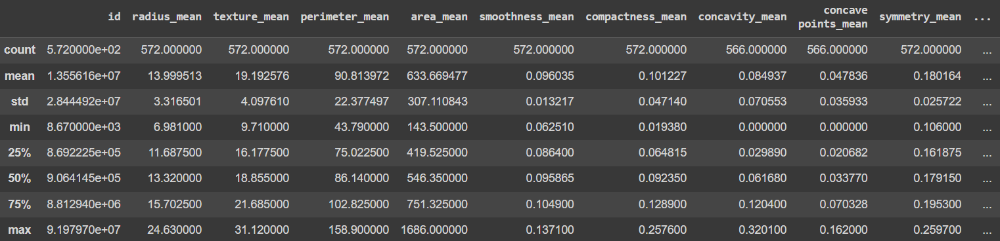 id radius_mean texture_mean perimeter_mean area_mean smoothness_mean compactness_mean concavity_mean concave points_mean symmetry_mean ...
count 5.720000e+02 572.000000 572.000000 572.000000 572.000000 572.000000 572.000000 566.000000 566.000000 572.000000 ...
mean 1.355616e+07 13.999513 19.192576 90.813972 633.669477 0.096035 0.101227 0.084937 0.047836 0.180164 ...
std 2.844492e+07 3.316501 4.097610 22.377497 307.110843 0.013217 0.047140 0.070553 0.035933 0.025722 ...
min 8.670000e+03 6.981000 9.710000 43.790000 143.500000 0.062510 0.019380 0.000000 0.000000 0.106000 ...
25% 8.692225e+05 11.687500 16.177500 75.022500 419.525000 0.086400 0.064815 0.029890 0.020682 0.161875 ...
50% 9.064145e+05 13.320000 18.855000 86.140000 546.350000 0.095865 0.092350 0.061680 0.033770 0.179150 ...
75% 8.812940e+06 15.702500 21.685000 102.825000 751.325000 0.104900 0.128900 0.120400 0.070328 0.195300 ...
max 9.197970e+07 24.630000 31.120000 158.900000 1686.000000 0.137100 0.257600 0.320100 0.162000 0.259700 ...